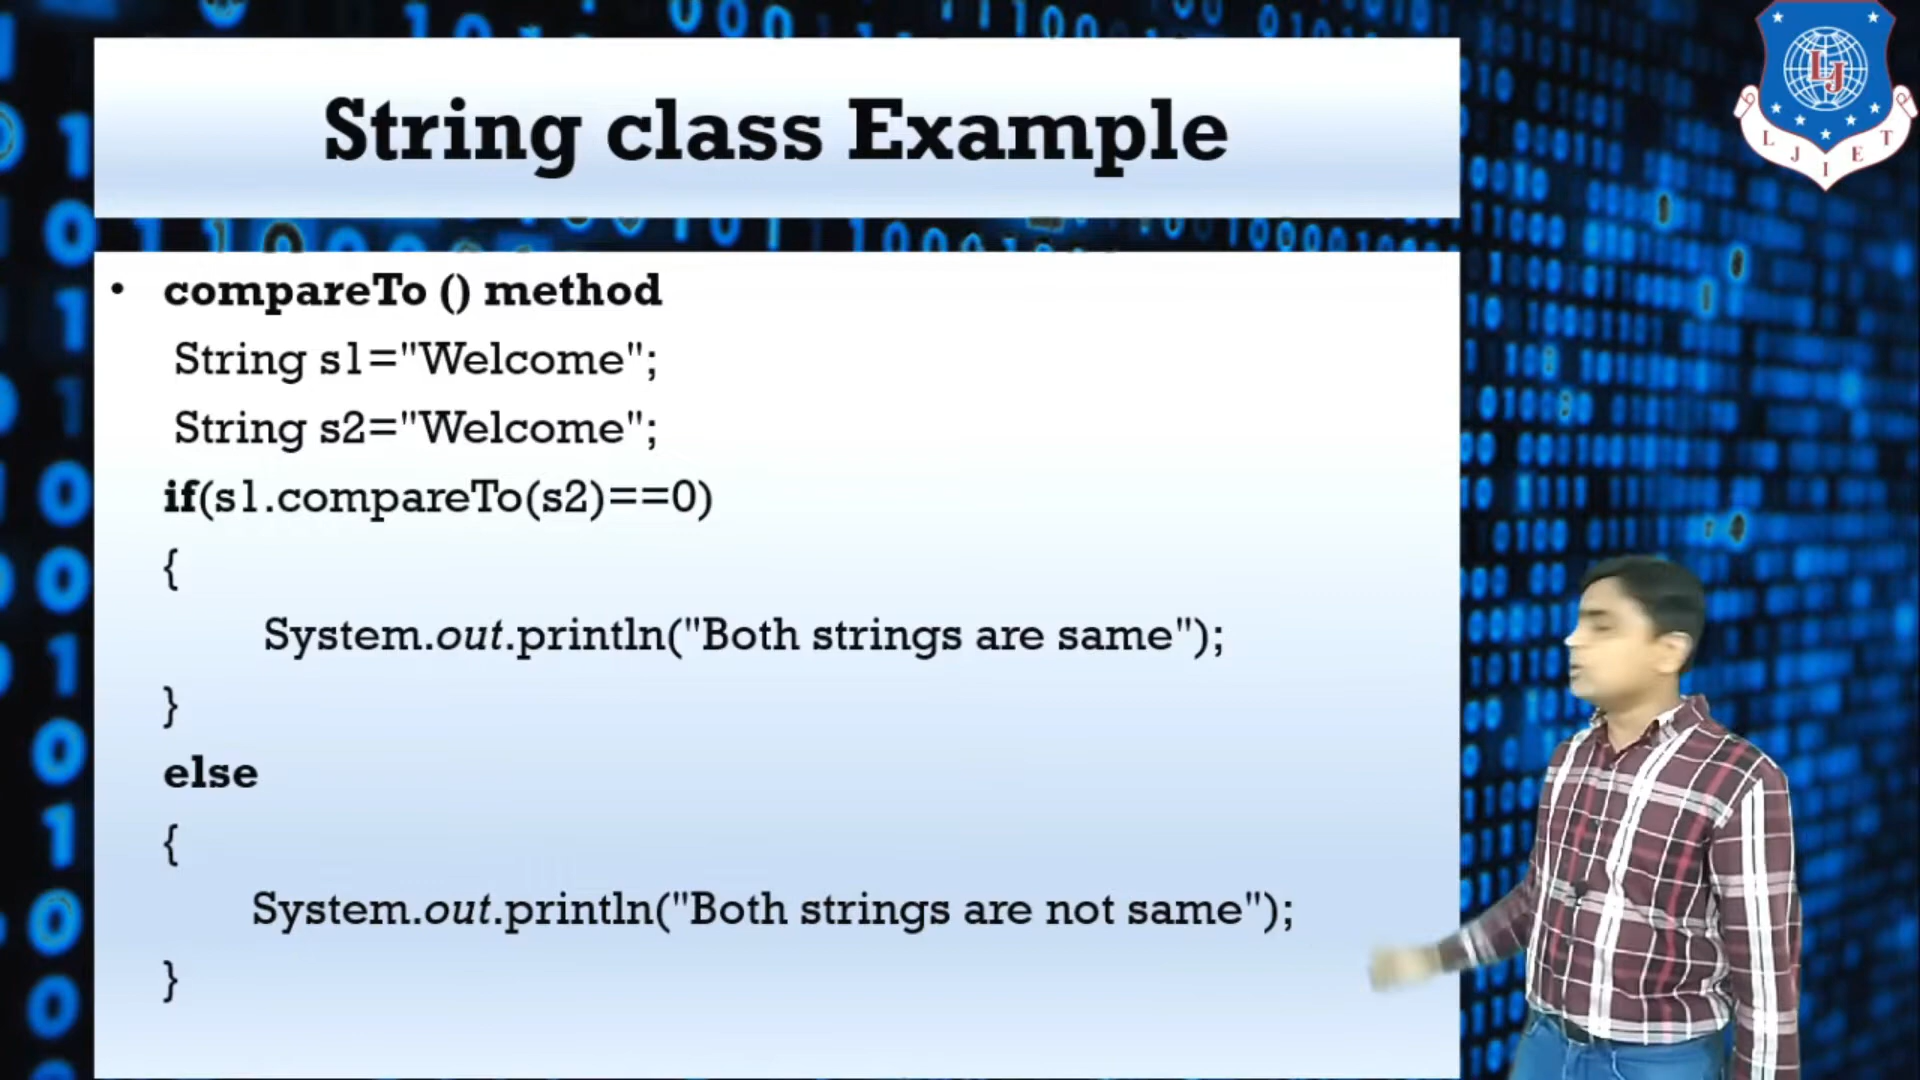 String class Example
L J I E T
LJ
• compareTo () method
String s1="Welcome";
String s2="Welcome";
if(s1.compareTo(s2)==0)
{
System.out.println("Both strings are same");
}
else
{
System.out.println("Both strings are not same");
}